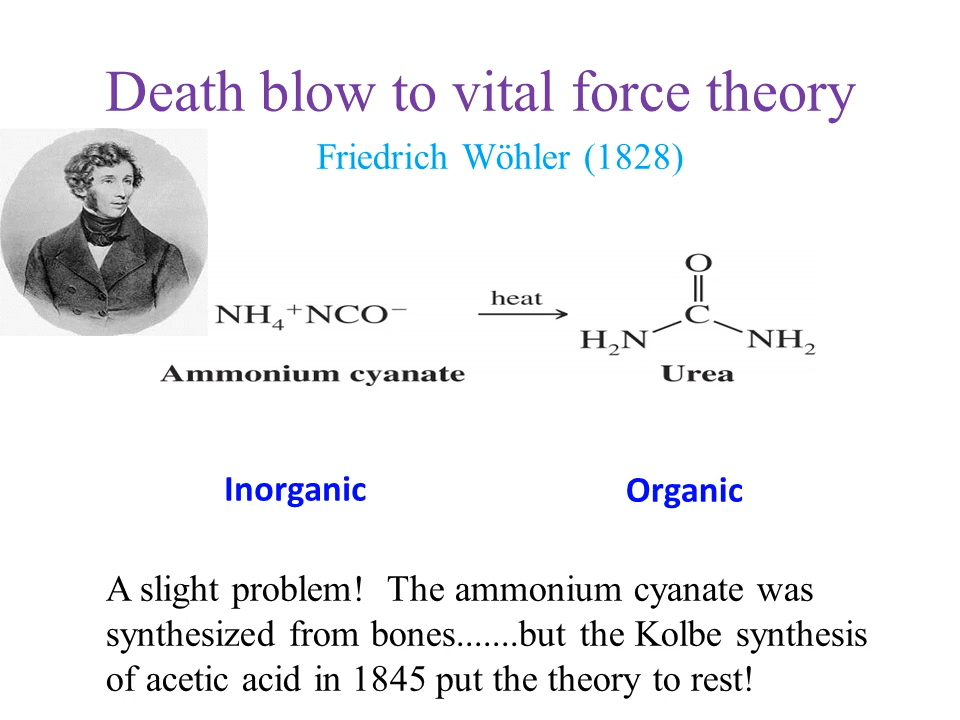 Death blow to vital force theory
Friedrich Wöhler (1828)
O
NH₄⁺NCO⁻ heat C
H₂N NH₂
Ammonium cyanate Urea
Inorganic Organic
A slight problem! The ammonium cyanate was
synthesized from bones.......but the Kolbe synthesis
of acetic acid in 1845 put the theory to rest!